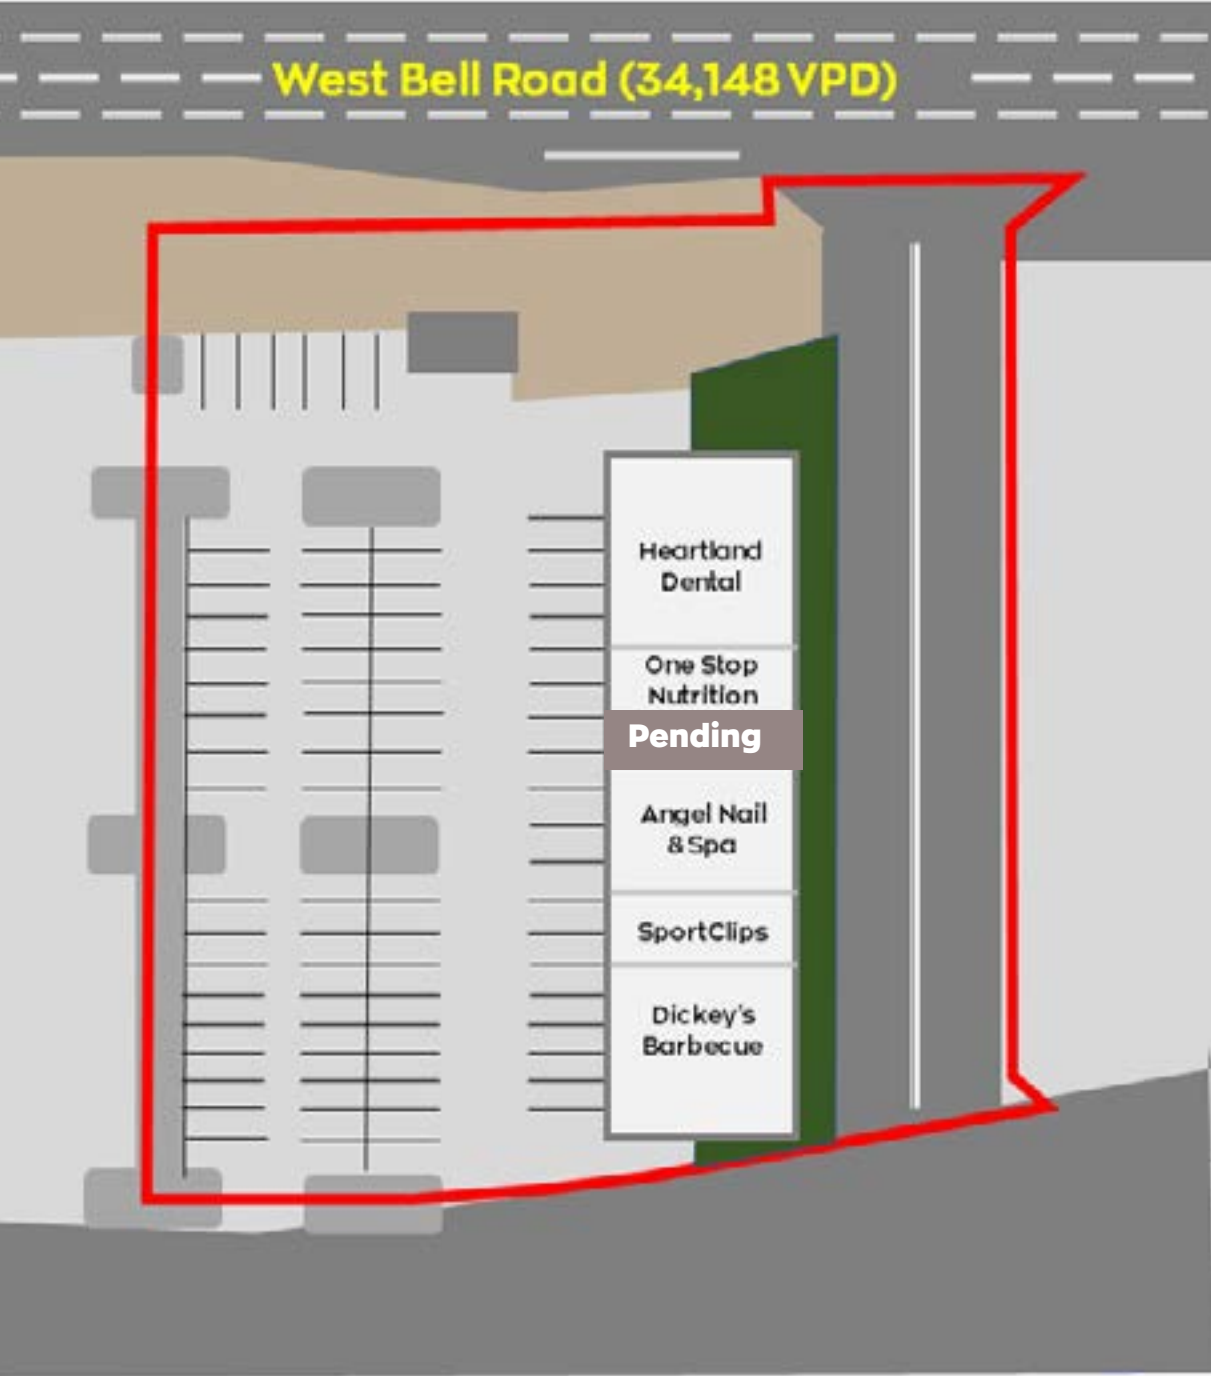 West Bell Road (34,148 VPD)
Heartland
Dental
One Stop
Nutrition
Pending
Angel Nail
& Spa
SportClips
Dickey's
Barbecue